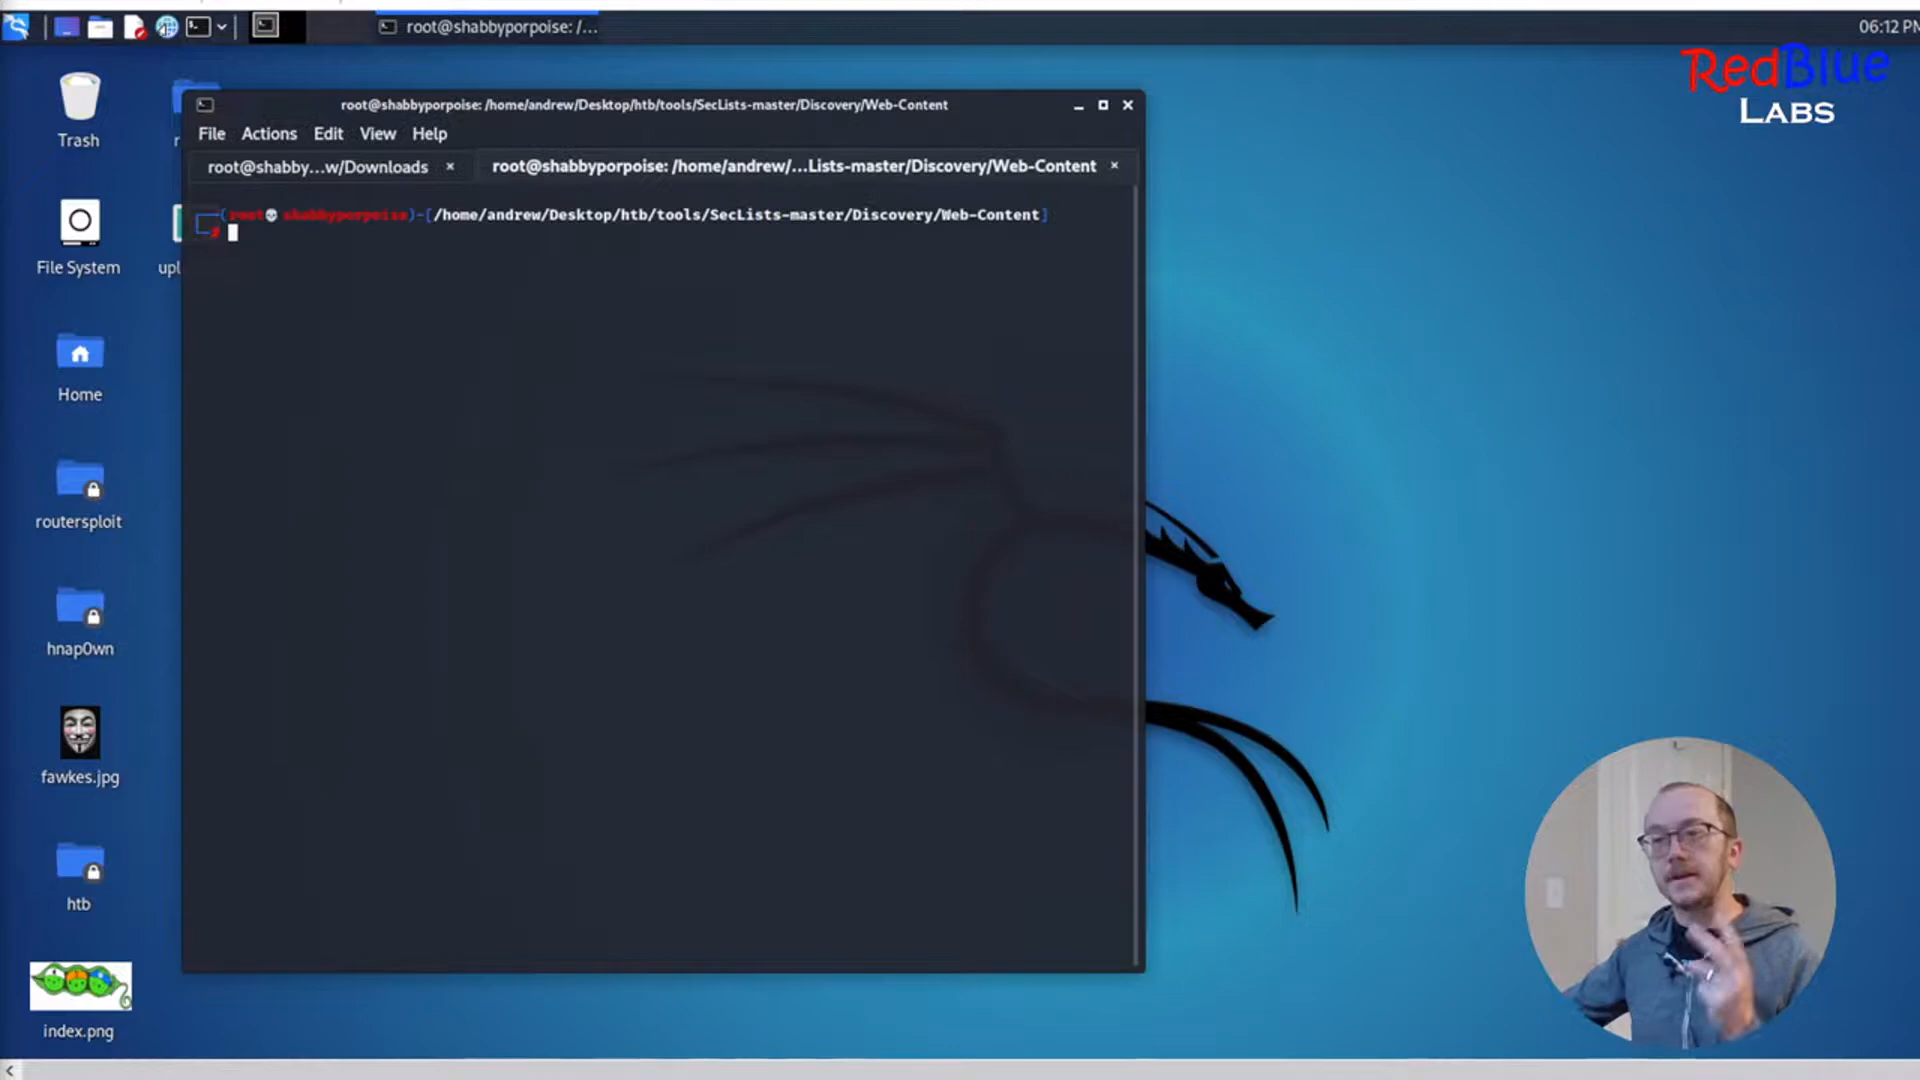 root@shabbyporpoise: /...
06:12 PM
RedBlue
LABS
root@shabbyporpoise: /home/andrew/Desktop/htb/tools/SecLists-master/Discovery/Web-Content
File Actions Edit View Help
root@shabby...w/Downloads
root@shabbyporpoise: /home/andrew/...Lists-master/Discovery/Web-Content
(root💀shabbyporpoise)-[/home/andrew/Desktop/htb/tools/SecLists-master/Discovery/Web-Content]
#
Trash
File System
upl
Home
routersploit
hnap0wn
fawkes.jpg
htb
index.png